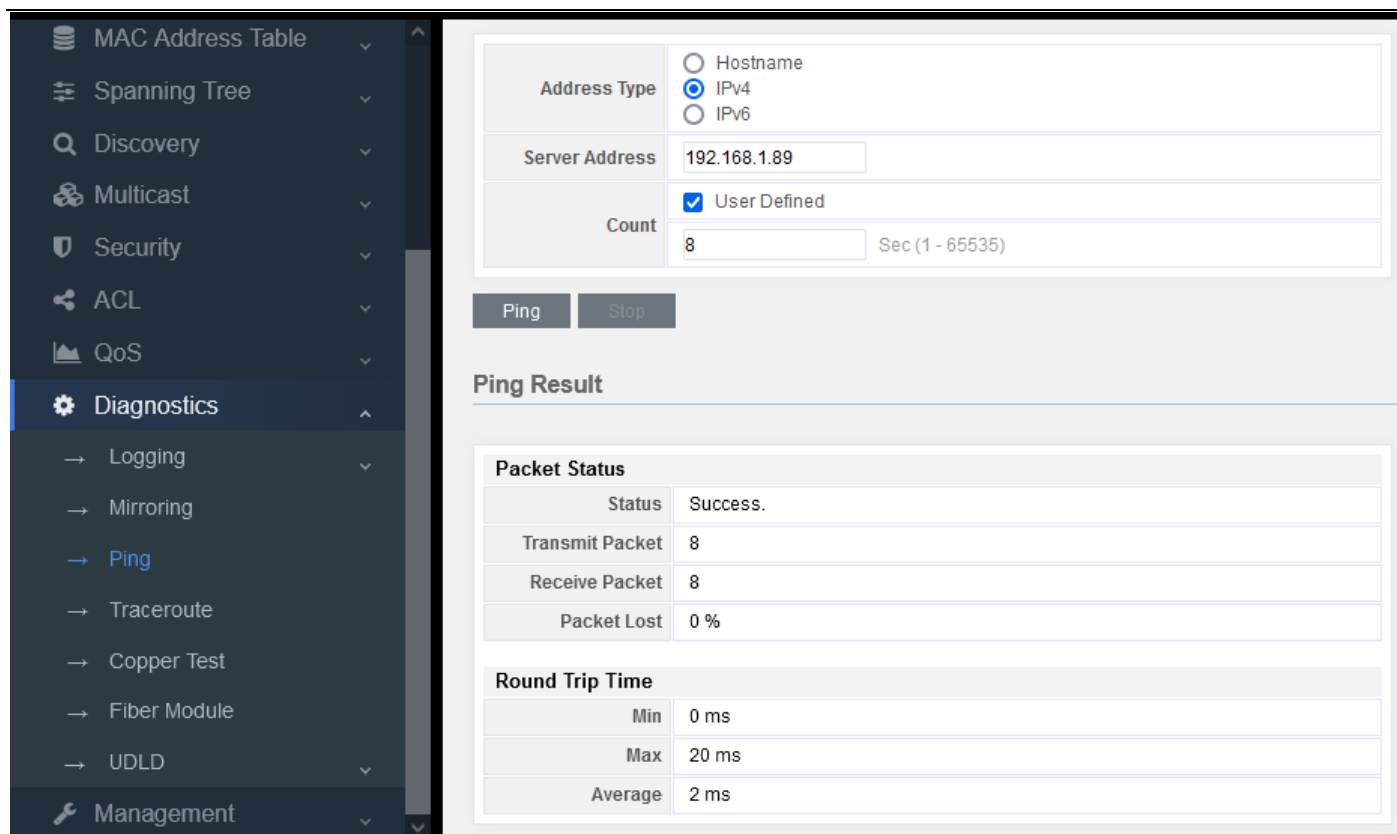 MAC Address Table
Spanning Tree
Discovery
Multicast
Security
ACL
QoS
Diagnostics
→ Logging
→ Mirroring
→ Ping
→ Traceroute
→ Copper Test
→ Fiber Module
→ UDLD
Management
Address Type
Hostname
IPv4
IPv6
Server Address 192.168.1.89
Count
User Defined
8 Sec (1 - 65535)
Ping Stop
Ping Result
Packet Status
Status Success.
Transmit Packet 8
Receive Packet 8
Packet Lost 0 %
Round Trip Time
Min 0 ms
Max 20 ms
Average 2 ms